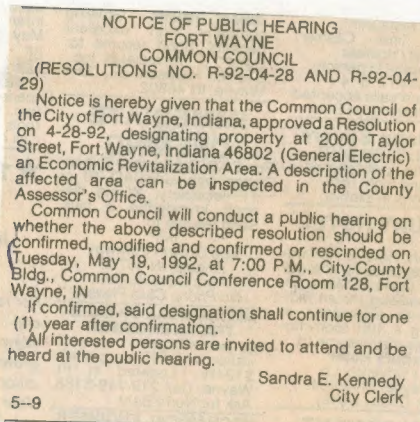 NOTICE OF PUBLIC HEARING
FORT WAYNE
COMMON COUNCIL
(RESOLUTIONS NO. R-92-04-28 AND R-92-04-
29)
Notice is hereby given that the Common Council of
the City of Fort Wayne, Indiana, approved a Resolution
on 4-28-92, designating property at 2000 Taylor
Street, Fort Wayne, Indiana 46802 (General Electric)
an Economic Revitalization Area. A description of the
affected area can be inspected in the County
Assessor's Office.
Common Council will conduct a public hearing on
whether the above described resolution should be
confirmed, modified and confirmed or rescinded on
Tuesday, May 19, 1992, at 7:00 P.M., City-County
Bldg., Common Council Conference Room 128, Fort
Wayne, IN
If confirmed, said designation shall continue for one
(1) year after confirmation.
All interested persons are invited to attend and be
heard at the public hearing.
Sandra E. Kennedy
City Clerk
5--9